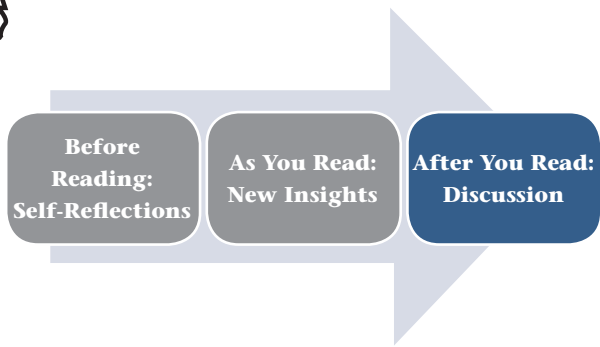 Before
Reading:
Self-Reflections
As You Read:
New Insights
After You Read:
Discussion